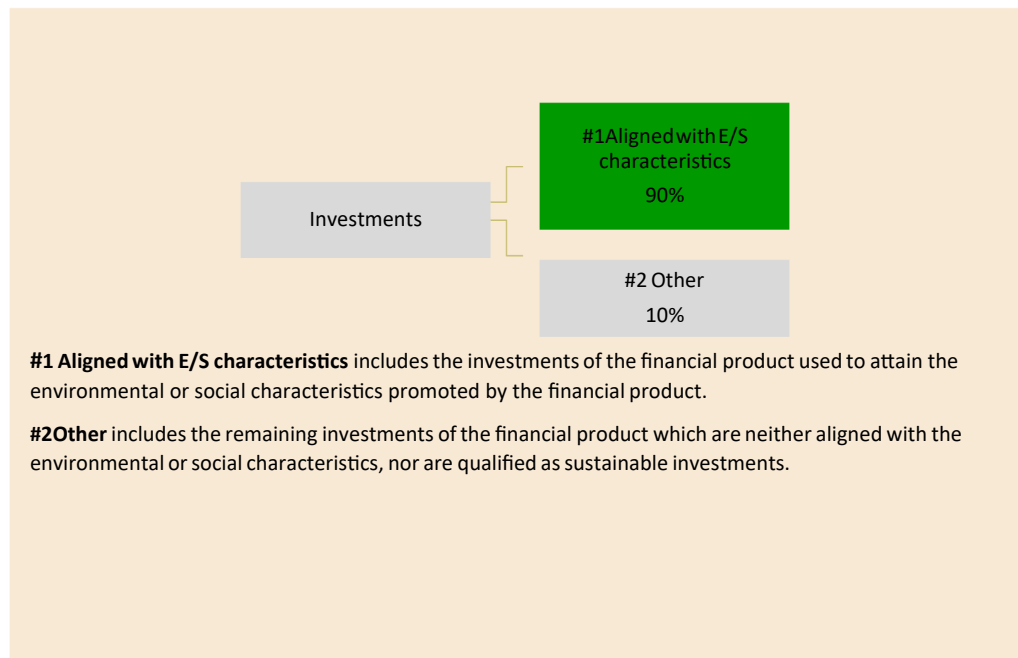 #1Aligned with E/S
characteristics
90%
Investments
#2 Other
10%
#1 Aligned with E/S characteristics includes the investments of the financial product used to attain the
environmental or social characteristics promoted by the financial product.
#2Other includes the remaining investments of the financial product which are neither aligned with the
environmental or social characteristics, nor are qualified as sustainable investments.